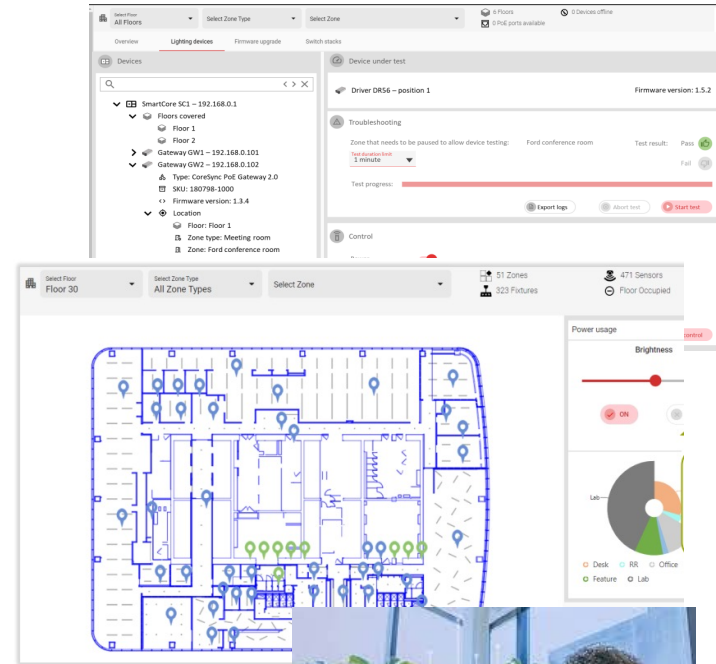 Select Floor
All Floors
Select Zone Type
Select Zone
6 Floors
0 Devices offline
0 PoE ports available
Overview
Lighting devices
Firmware upgrade
Switch stacks
Devices
SmartCore SC1 – 192.168.0.1
Floors covered
Floor 1
Floor 2
Gateway GW1 – 192.168.0.101
Gateway GW2 – 192.168.0.102
Type: CoreSync PoE Gateway 2.0
SKU: 180798-1000
Firmware version: 1.3.4
Location
Floor: Floor 1
Zone type: Meeting room
Zone: Ford conference room
Device under test
Driver DR56 – position 1
Firmware version: 1.5.2
Troubleshooting
Zone that needs to be paused to allow device testing:
Ford conference room
Test result:
Pass
Fail
Test duration limit
1 minute
Test progress:
Export logs
Abort test
Start test
Control
control
Select Floor
Floor 30
Select Zone Type
All Zone Types
Select Zone
51 Zones
323 Fixtures
471 Sensors
Floor Occupied
Power usage
Brightness
ON
Lab
Desk
RR
Office
Feature
Lab